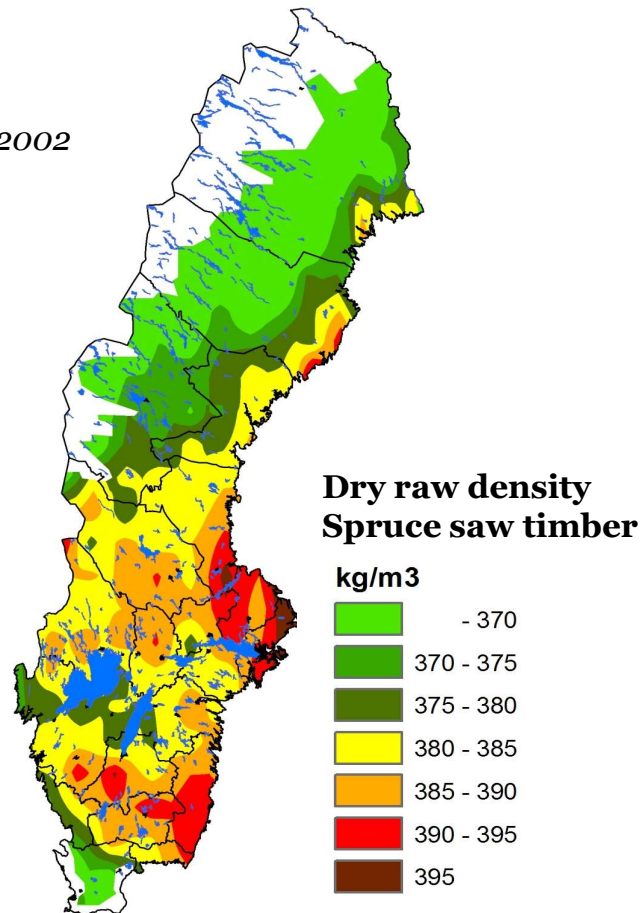 2002
Dry raw density
Spruce saw timber
kg/m3
- 370
370 - 375
375 - 380
380 - 385
385 - 390
390 - 395
395